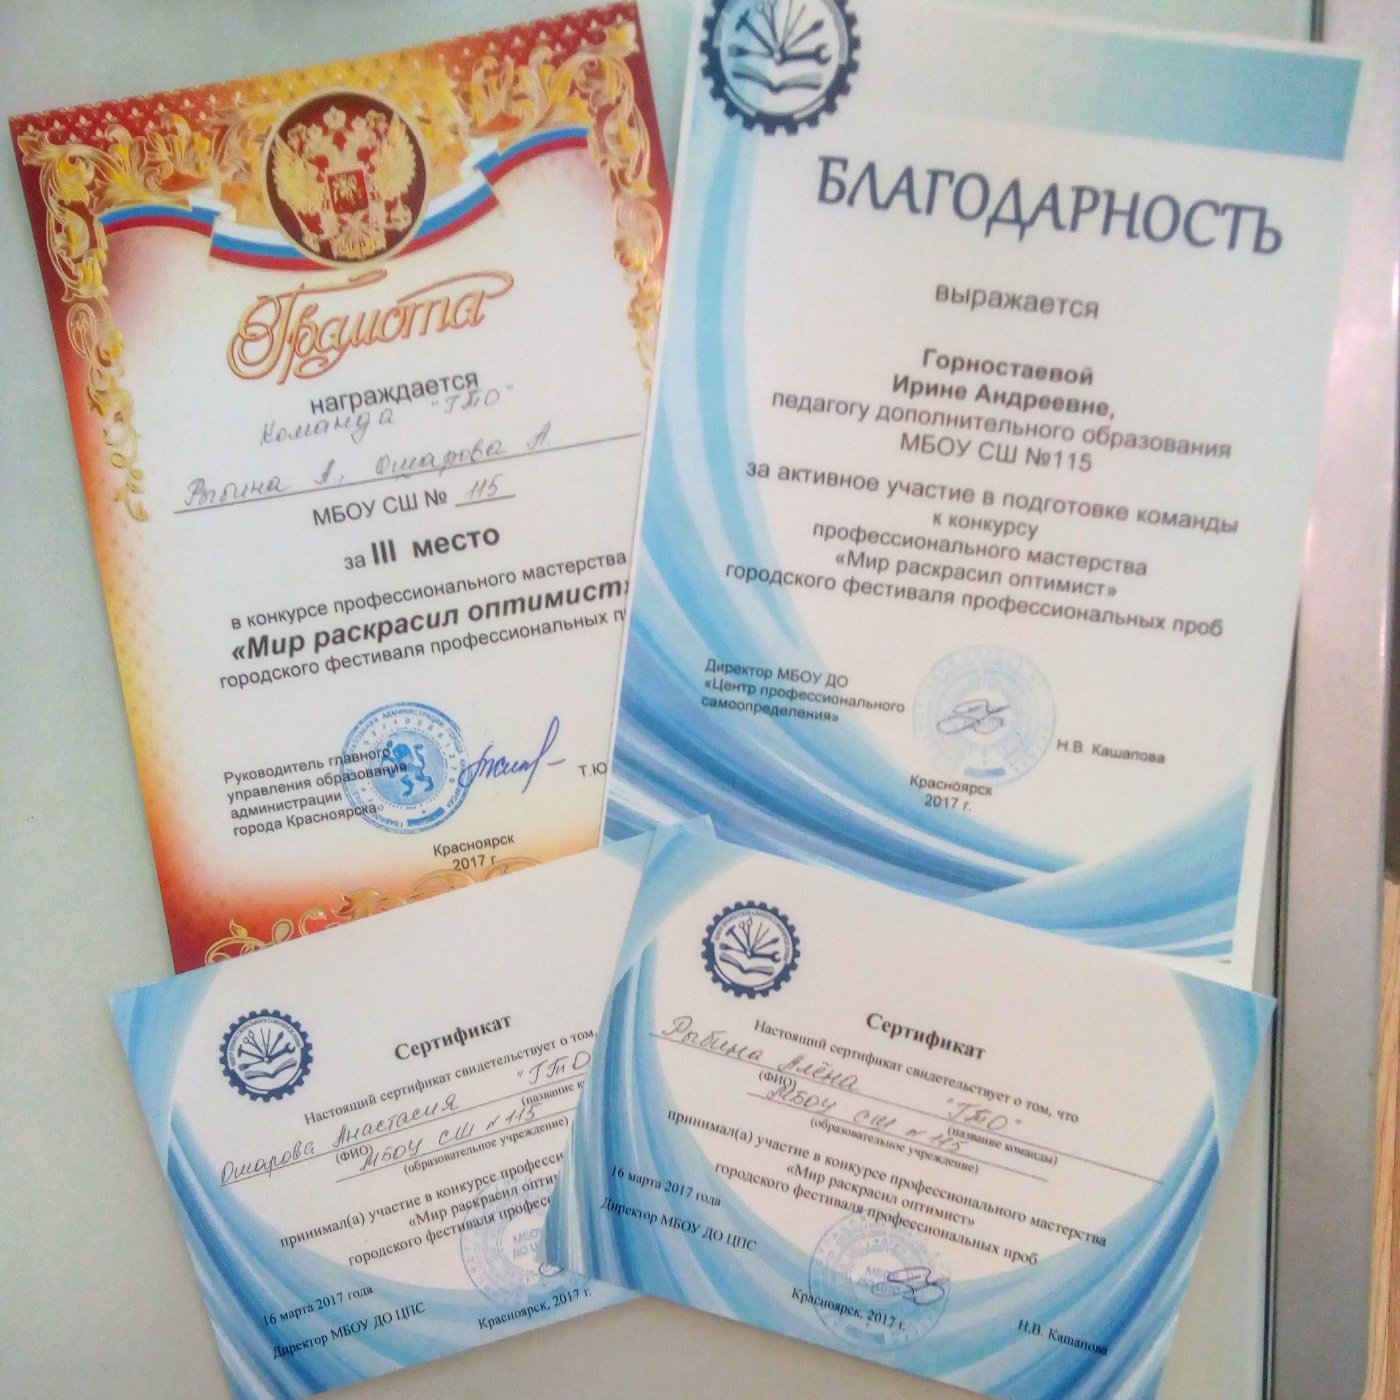 Грамота
награждается
Команда "ГТО"
Рыбина А., Ошарова А.
МБОУ СШ № 115
за III место
в конкурсе профессионального мастерства
«Мир раскрасил оптимист»
городского фестиваля профессиональных
Руководитель главного
управления образования
администрации
города Красноярска
Т.Ю
Красноярск
2017 г
БЛАГОДАРНОСТЬ
выражается
Горностаевой
Ирине Андреевне,
педагогу дополнительного образования
МБОУ СШ №115
за активное участие в подготовке команды
к конкурсу
профессионального мастерства
«Мир раскрасил оптимист»
городского фестиваля профессиональных проб
Директор МБОУ ДО
«Центр профессионального
самоопределения»
Н.В. Кашапова
Красноярск
2017 г.
Сертификат
Настоящий сертификат свидетельствует о том,
Ошарова Анастасия "ГТО
(ФИО) (название
МБОУ СШ №115
(образовательное учреждение)
принимал(а) участие в конкурсе
«Мир раскрасил
городского фестиваля
16 марта 2017 года
Директор МБОУ ДО ЦПС
Красноярск, 2017 г.
Сертификат
Настоящий сертификат свидетельствует о том, что
Рыбина Алёна "ГТО"
(ФИО) (название команды)
МБОУ СШ №115
(образовательное учреждение)
принимал(а) участие в конкурсе профессионального мастерства
«Мир раскрасил оптимист»
городского фестиваля профессиональных проб
16 марта 2017 года
Директор МБОУ ДО ЦПС
Н.В. Кашапова
Красноярск, 2017 г.